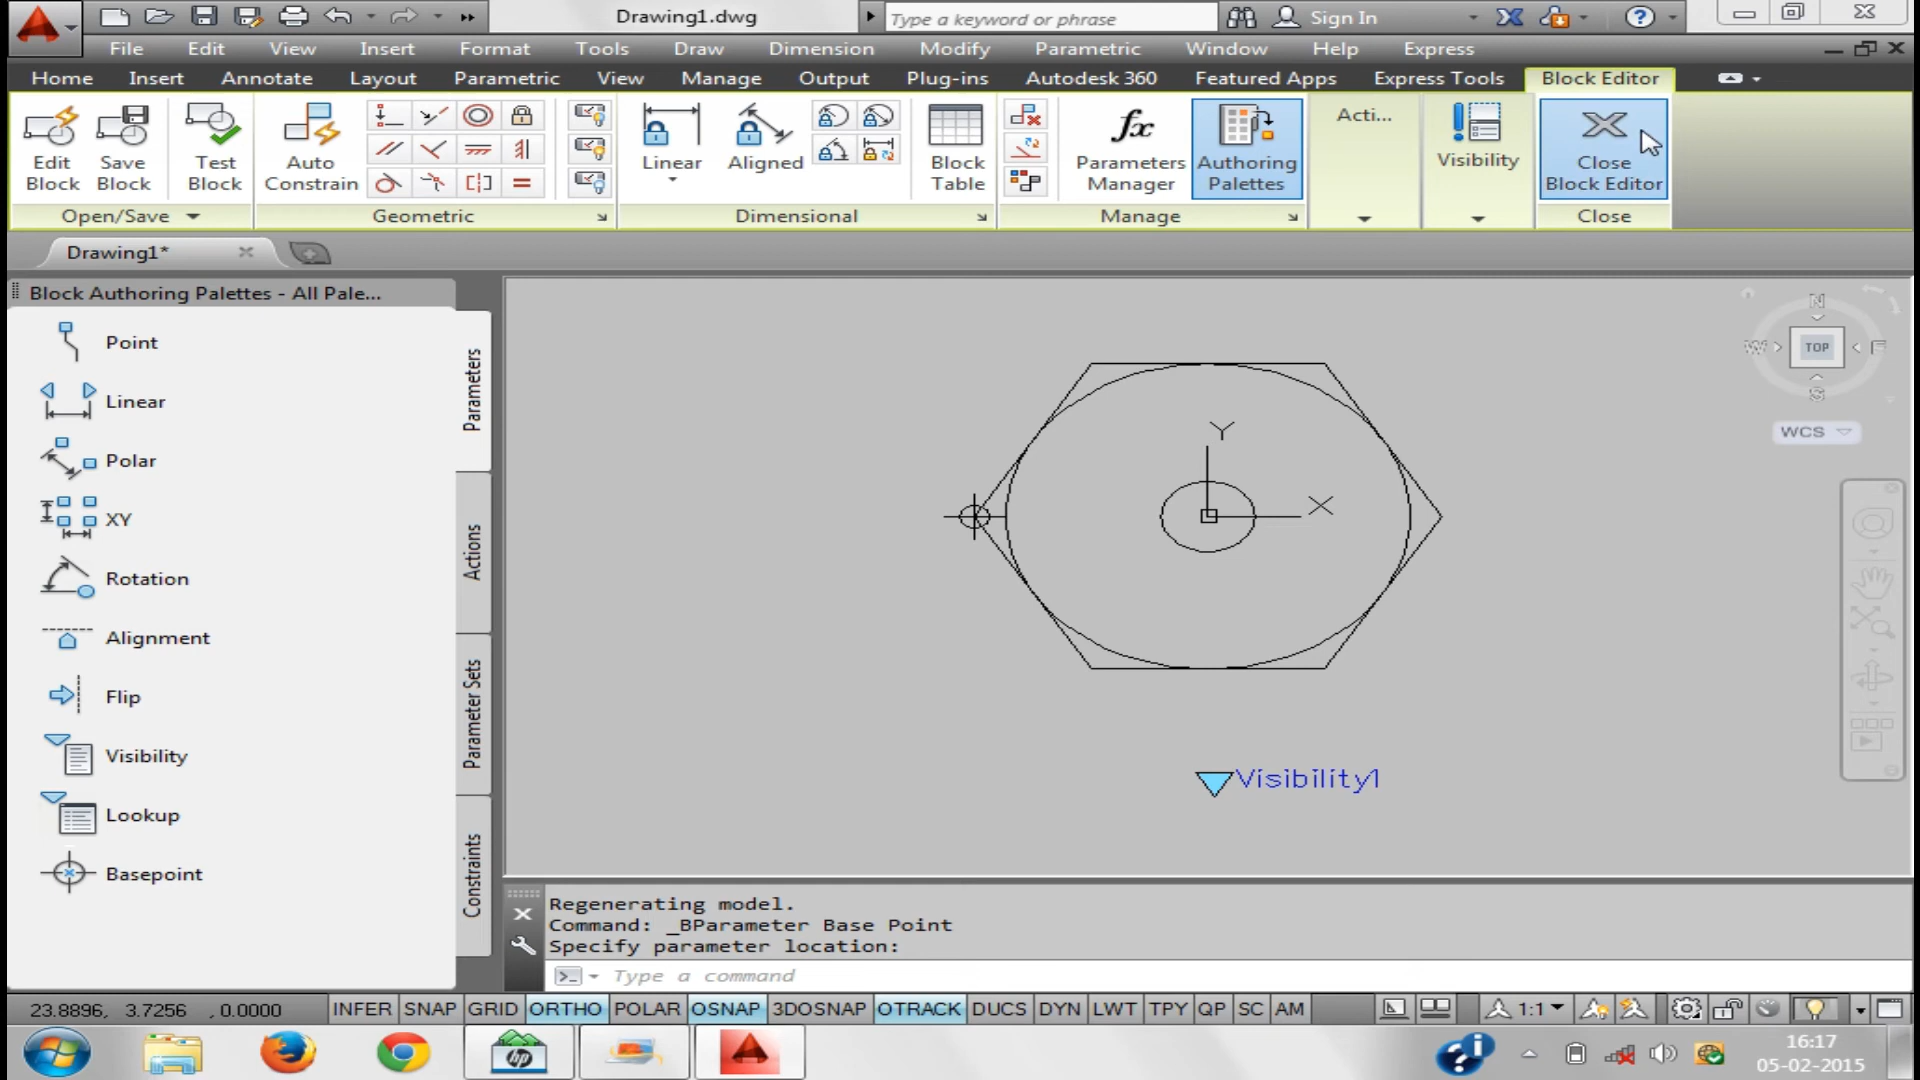 Drawing1.dwg
Type a keyword or phrase
Sign In
File Edit View Insert Format Tools Draw Dimension Modify Parametric Window Help Express
Home Insert Annotate Layout Parametric View Manage Output Plug-ins Autodesk 360 Featured Apps Express Tools Block Editor
Edit Block
Save Block
Test Block
Auto Constrain
Linear
Aligned
Block Table
fx
Parameters Manager
Authoring Palettes
Acti...
Visibility
Close Block Editor
Open/Save
Geometric
Dimensional
Manage
Close
Drawing1*
Block Authoring Palettes - All Pale...
Point
Linear
Polar
XY
Rotation
Alignment
Flip
Visibility
Lookup
Basepoint
Parameters
Actions
Parameter Sets
Constraints
N
W
TOP
E
S
WCS
Y
X
Visibility1
Regenerating model.
Command: _BParameter Base Point
Specify parameter location:
Type a command
23.8896, 3.7256 , 0.0000
INFER SNAP GRID ORTHO POLAR OSNAP 3DOSNAP OTRACK DUCS DYN LWT TPY QP SC AM
1:1
hp
16:17
05-02-2015